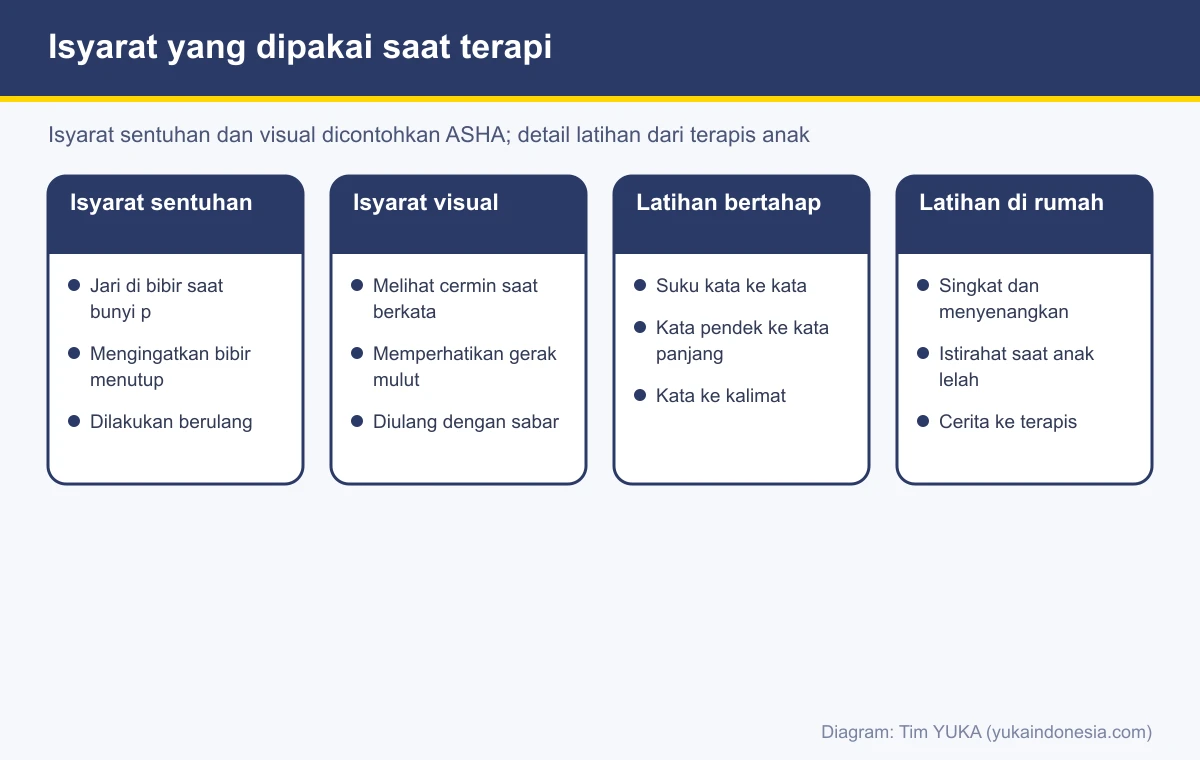 Isyarat yang dipakai saat terapi
Isyarat sentuhan dan visual dicontohkan ASHA; detail latihan dari terapis anak
Isyarat sentuhan
Jari di bibir saat
bunyi p
Mengingatkan bibir
menutup
Dilakukan berulang
Isyarat visual
Melihat cermin saat
berkata
Memperhatikan gerak
mulut
Diulang dengan sabar
Latihan bertahap
Suku kata ke kata
Kata pendek ke kata
panjang
Kata ke kalimat
Latihan di rumah
Singkat dan
menyenangkan
Istirahat saat anak
lelah
Cerita ke terapis
Diagram: Tim YUKA (yukaindonesia.com)